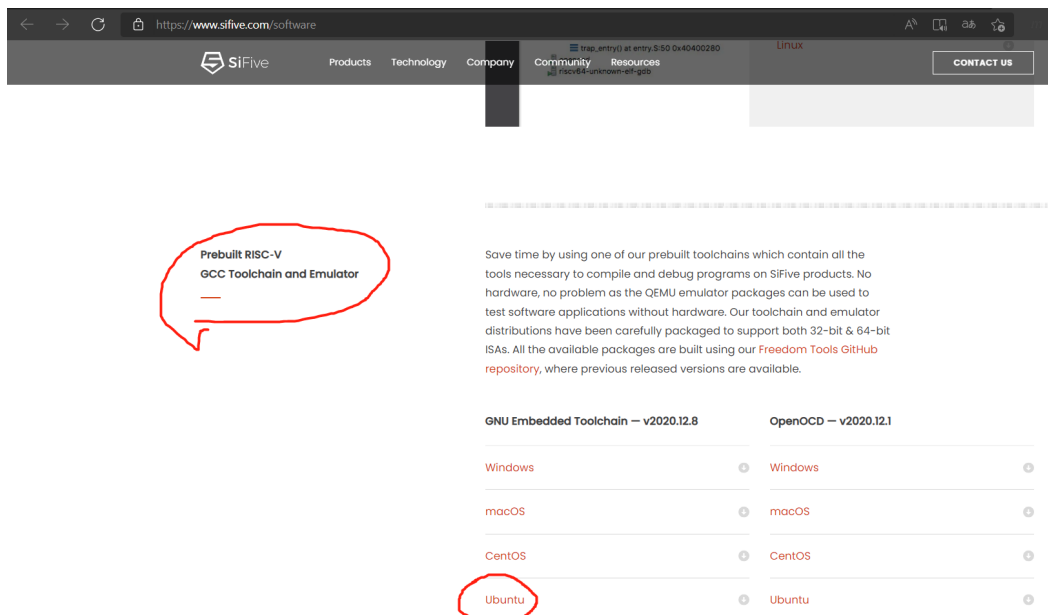 https://www.sifive.com/software
SiFive
Products Technology Company Community Resources
CONTACT US
trap_entry() at entry.S:50 0x40400280
riscv64-unknown-elf-gdb
Linux
Prebuilt RISC-V
GCC Toolchain and Emulator
Save time by using one of our prebuilt toolchains which contain all the
tools necessary to compile and debug programs on SiFive products. No
hardware, no problem as the QEMU emulator packages can be used to
test software applications without hardware. Our toolchain and emulator
distributions have been carefully packaged to support both 32-bit & 64-bit
ISAs. All the available packages are built using our Freedom Tools GitHub
repository, where previous released versions are available.
GNU Embedded Toolchain — v2020.12.8
Windows
macOS
CentOS
Ubuntu
OpenOCD — v2020.12.1
Windows
macOS
CentOS
Ubuntu